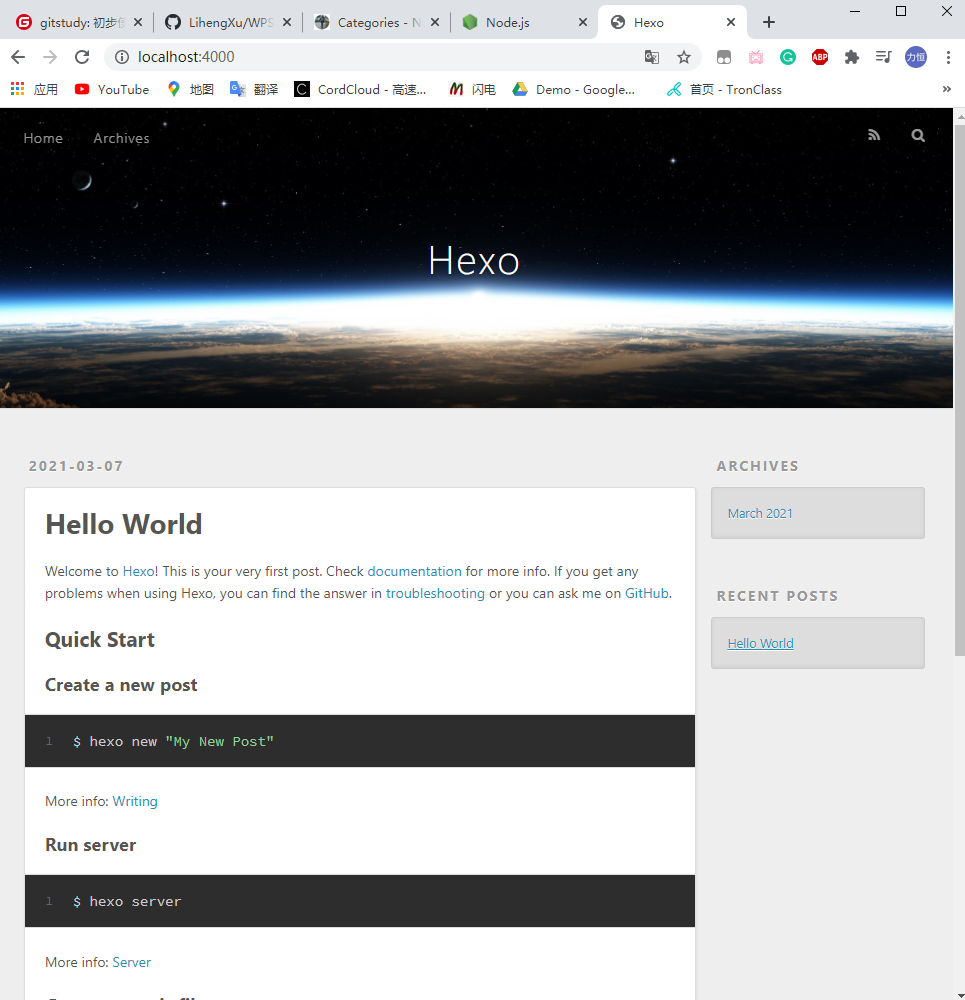 gitstudy: 初步
LihengXu/WPS
Categories - N
Node.js
Hexo
localhost:4000
ABP
力恒
应用
YouTube
地图
翻译
CordCloud - 高速...
闪电
Demo - Google...
首页 - TronClass
Home
Archives
Hexo
2021-03-07
Hello World
Welcome to Hexo! This is your very first post. Check documentation for more info. If you get any
problems when using Hexo, you can find the answer in troubleshooting or you can ask me on GitHub.
Quick Start
Create a new post
1 $ hexo new "My New Post"
More info: Writing
Run server
1 $ hexo server
More info: Server
ARCHIVES
March 2021
RECENT POSTS
Hello World